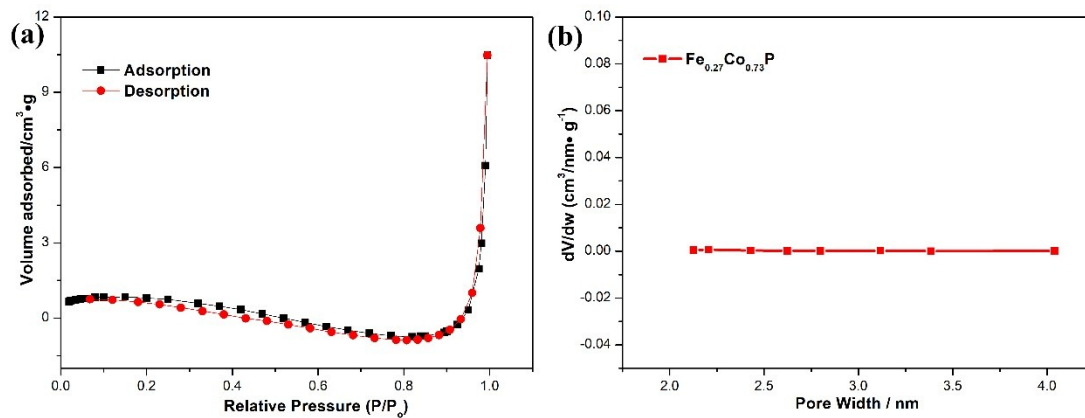 (a)
Adsorption
Desorption
Volume adsorbed/cm³•g
12
9
6
3
0
0.0 0.2 0.4 0.6 0.8 1.0
Relative Pressure (P/Pₒ)
(b)
Fe₀.₂₇Co₀.₇₃P
dV/dw (cm³/nm• g⁻¹)
0.10
0.08
0.06
0.04
0.02
0.00
-0.02
-0.04
2.0 2.5 3.0 3.5 4.0
Pore Width / nm